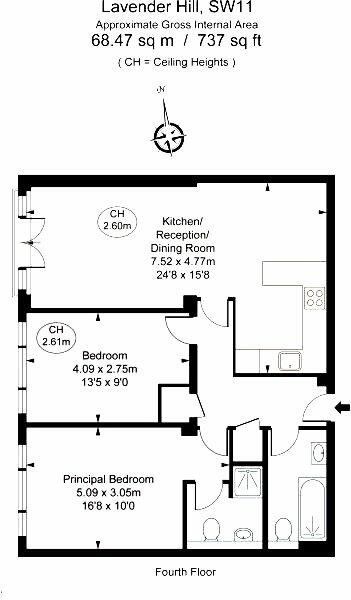 Lavender Hill, SW11
Approximate Gross Internal Area
68.47 sq m / 737 sq ft
( CH = Ceiling Heights )
N
CH
2.60m
Kitchen/
Reception/
Dining Room
7.52 x 4.77m
24'8 x 15'8
CH
2.61m
Bedroom
4.09 x 2.75m
13'5 x 9'0
Principal Bedroom
5.09 x 3.05m
16'8 x 10'0
Fourth Floor